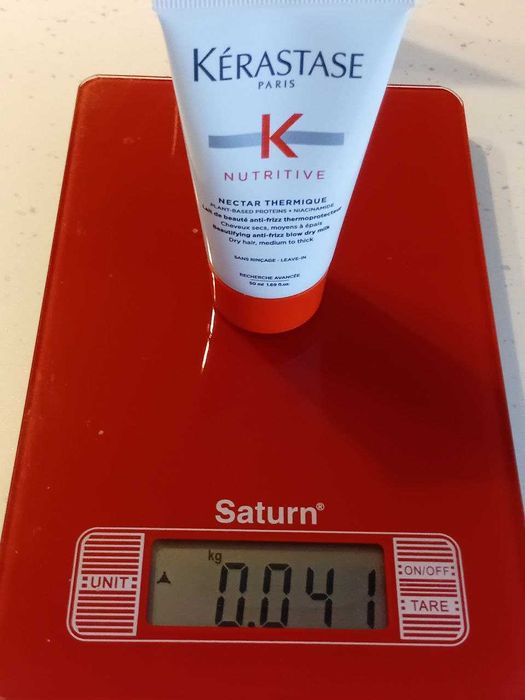 KÉRASTASE
PARIS
K
NUTRITIVE
NECTAR THERMIQUE
PLANT-BASED PROTEINS + NIACINAMIDE
Lait de beauté anti-frizz thermoprotecteur
Cheveux secs, moyens à épais
Beautifying anti-frizz blow dry milk
Dry hair, medium to thick
SANS RINÇAGE - LEAVE-IN
RECHERCHE AVANCÉE
50 ml 1.69 fl.oz.
Saturn®
kg
0.041
UNIT
ON/OFF
TARE